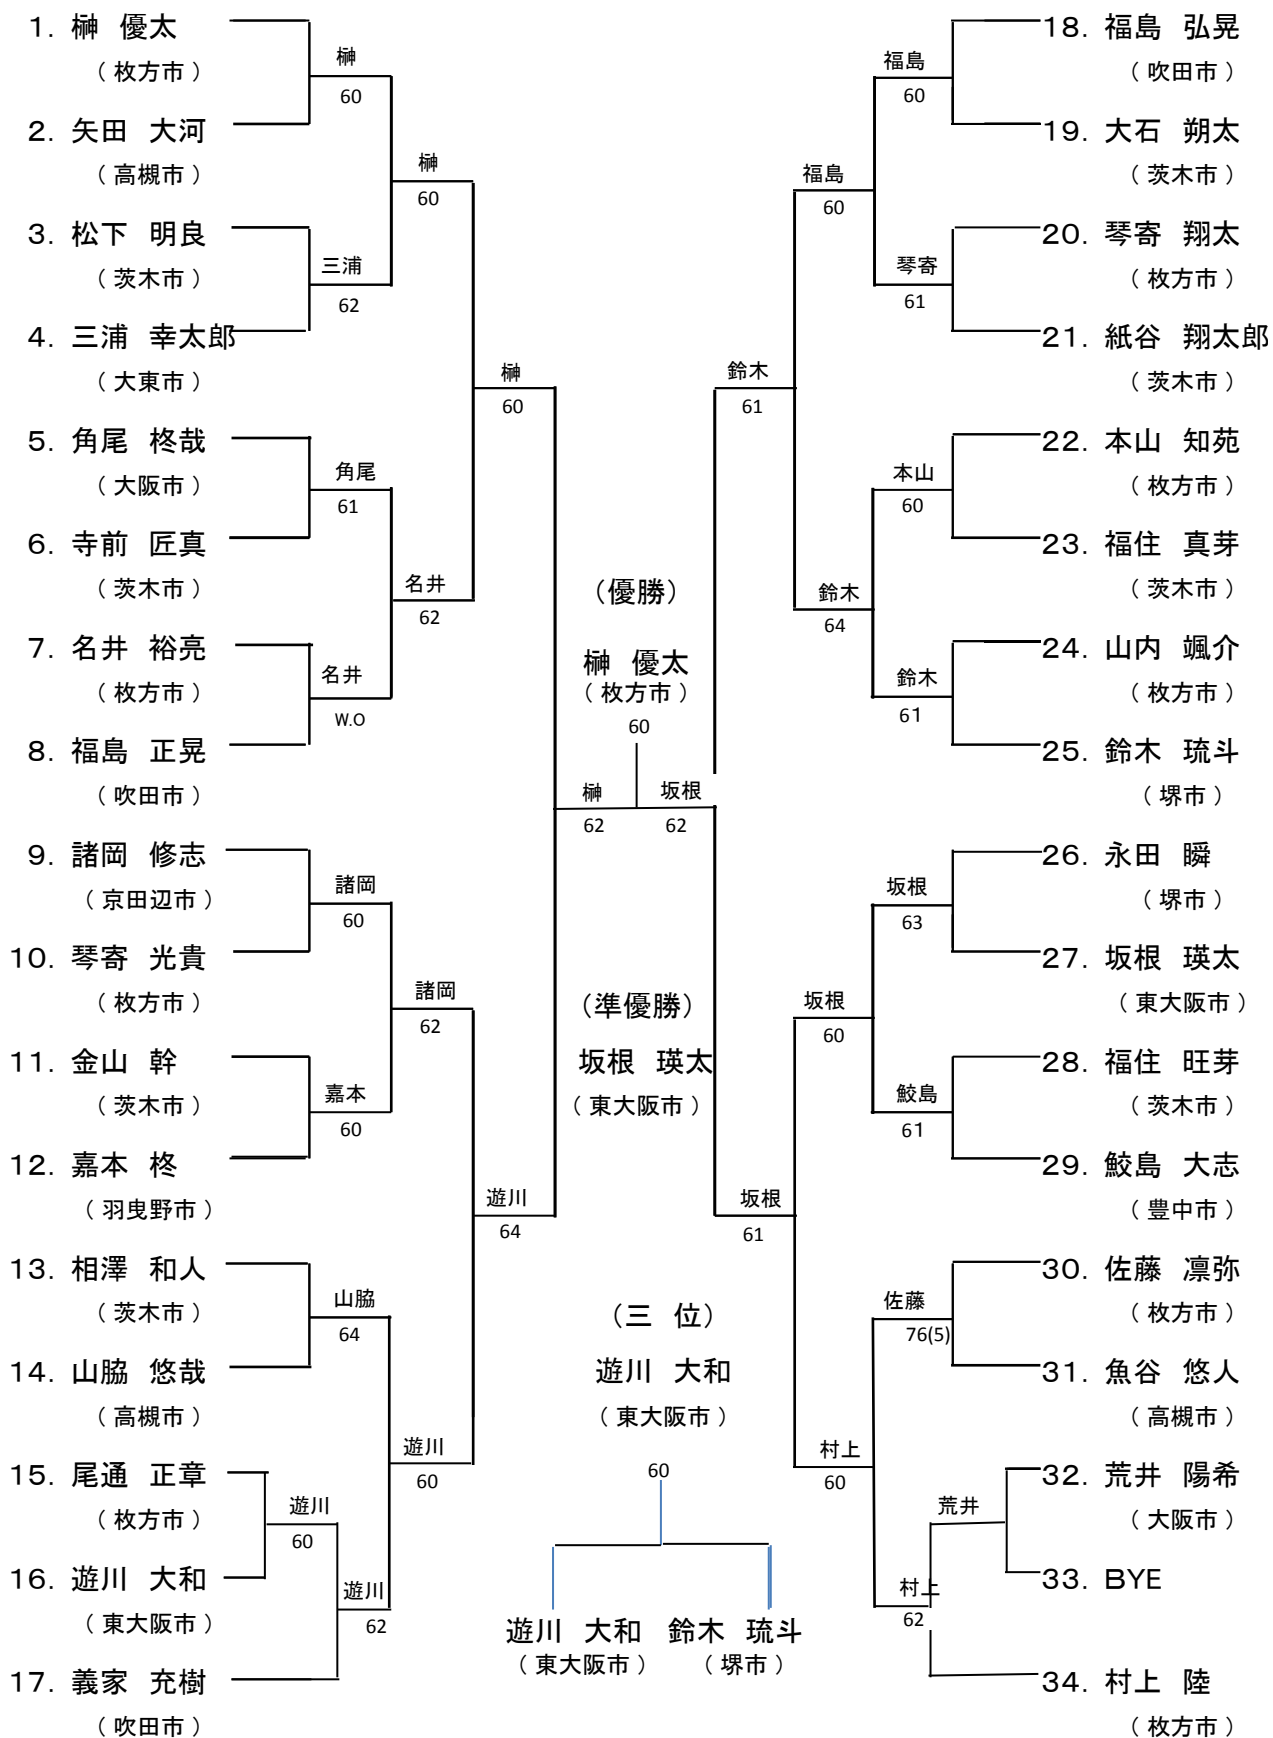 1. 榊 優太
（ 枚方市 ）
2. 矢田 大河
（ 高槻市 ）
3. 松下 明良
（ 茨木市 ）
4. 三浦 幸太郎
（ 大東市 ）
5. 角尾 柊哉
（ 大阪市 ）
6. 寺前 匠真
（ 茨木市 ）
7. 名井 裕亮
（ 枚方市 ）
8. 福島 正晃
（ 吹田市 ）
9. 諸岡 修志
（ 京田辺市 ）
10. 琴寄 光貴
（ 枚方市 ）
11. 金山 幹
（ 茨木市 ）
12. 嘉本 柊
（ 羽曳野市 ）
13. 相澤 和人
（ 茨木市 ）
14. 山脇 悠哉
（ 高槻市 ）
15. 尾通 正章
（ 枚方市 ）
16. 遊川 大和
（ 東大阪市 ）
17. 義家 充樹
（ 吹田市 ）
榊
60
三浦
62
角尾
61
名井
W.O
諸岡
60
嘉本
60
山脇
64
遊川
60
遊川
62
榊
60
名井
62
諸岡
62
遊川
60
榊
60
遊川
64
（優勝）
榊 優太
（ 枚方市 ）
60
榊
62
坂根
62
（準優勝）
坂根 瑛太
（ 東大阪市 ）
（三 位）
遊川 大和
（ 東大阪市 ）
60
遊川 大和
（ 東大阪市 ）
鈴木 琉斗
（ 堺市 ）
鈴木
61
坂根
61
福島
60
鈴木
64
坂根
60
村上
60
福島
60
琴寄
61
本山
60
鈴木
61
坂根
63
鮫島
61
佐藤
76(5)
荒井
村上
62
18. 福島 弘晃
（ 吹田市 ）
19. 大石 朔太
（ 茨木市 ）
20. 琴寄 翔太
（ 枚方市 ）
21. 紙谷 翔太郎
（ 茨木市 ）
22. 本山 知苑
（ 枚方市 ）
23. 福住 真芽
（ 茨木市 ）
24. 山内 颯介
（ 枚方市 ）
25. 鈴木 琉斗
（ 堺市 ）
26. 永田 瞬
（ 堺市 ）
27. 坂根 瑛太
（ 東大阪市 ）
28. 福住 旺芽
（ 茨木市 ）
29. 鮫島 大志
（ 豊中市 ）
30. 佐藤 凛弥
（ 枚方市 ）
31. 魚谷 悠人
（ 高槻市 ）
32. 荒井 陽希
（ 大阪市 ）
33. BYE
34. 村上 陸
（ 枚方市 ）